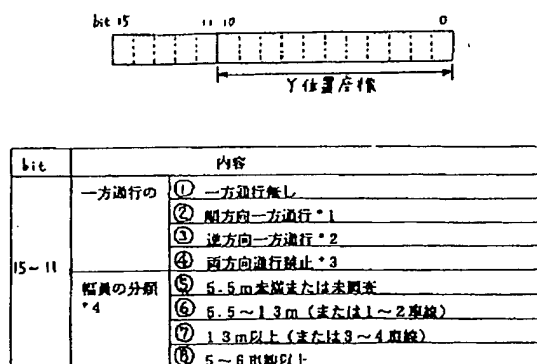 bit 15 11 10 0
Y位置座標
bit 内容
15~11
一方通行の ① 一方通行無し
② 順方向一方通行*1
③ 逆方向一方通行*2
④ 両方向通行禁止*3
幅員の分類 ⑤ 5.5m未満または未調査
*4 ⑥ 5.5~13m(または1~2車線)
⑦ 13m以上(または3~4車線)
⑧ 5~6車線以上